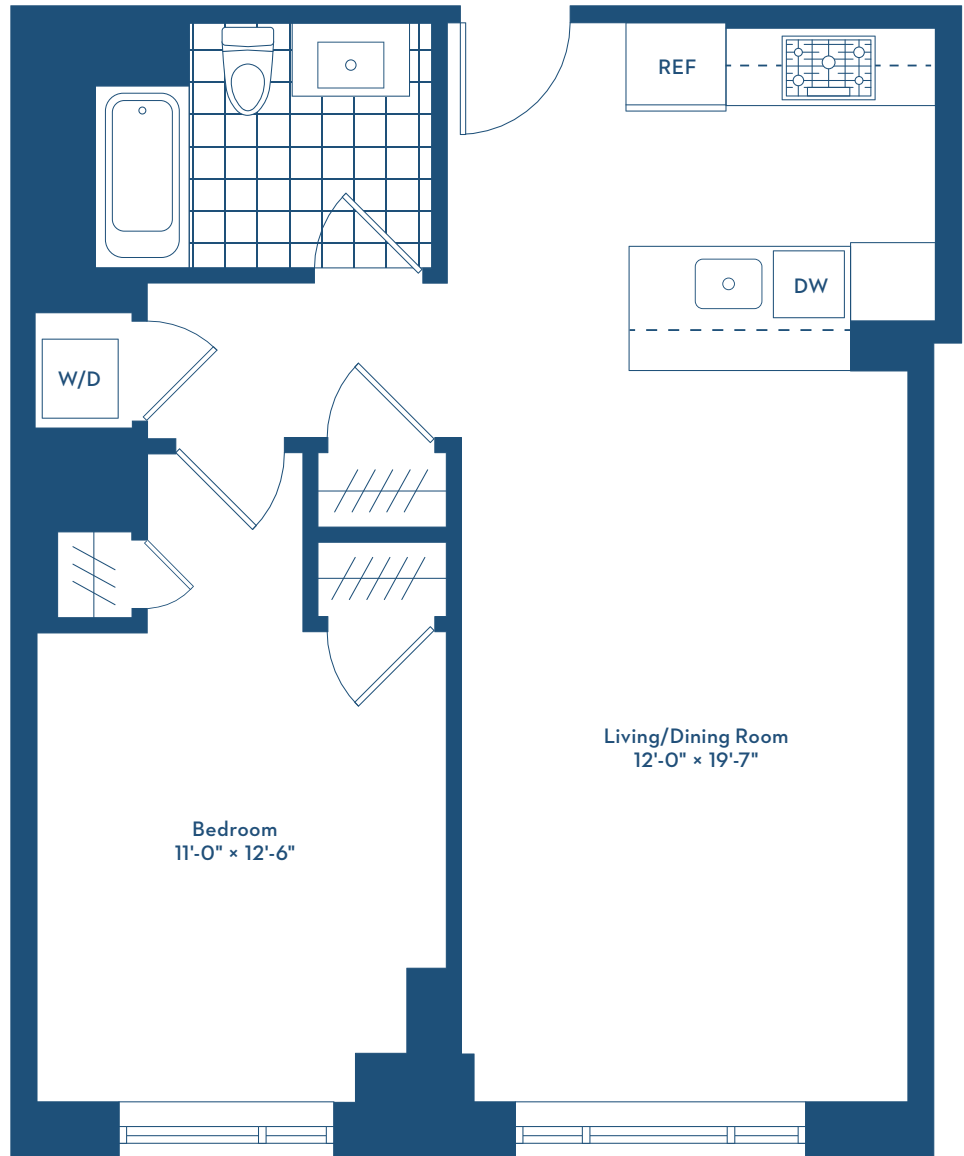 REF
DW
W/D
Living/Dining Room
12'-0" × 19'-7"
Bedroom
11'-0" × 12'-6"